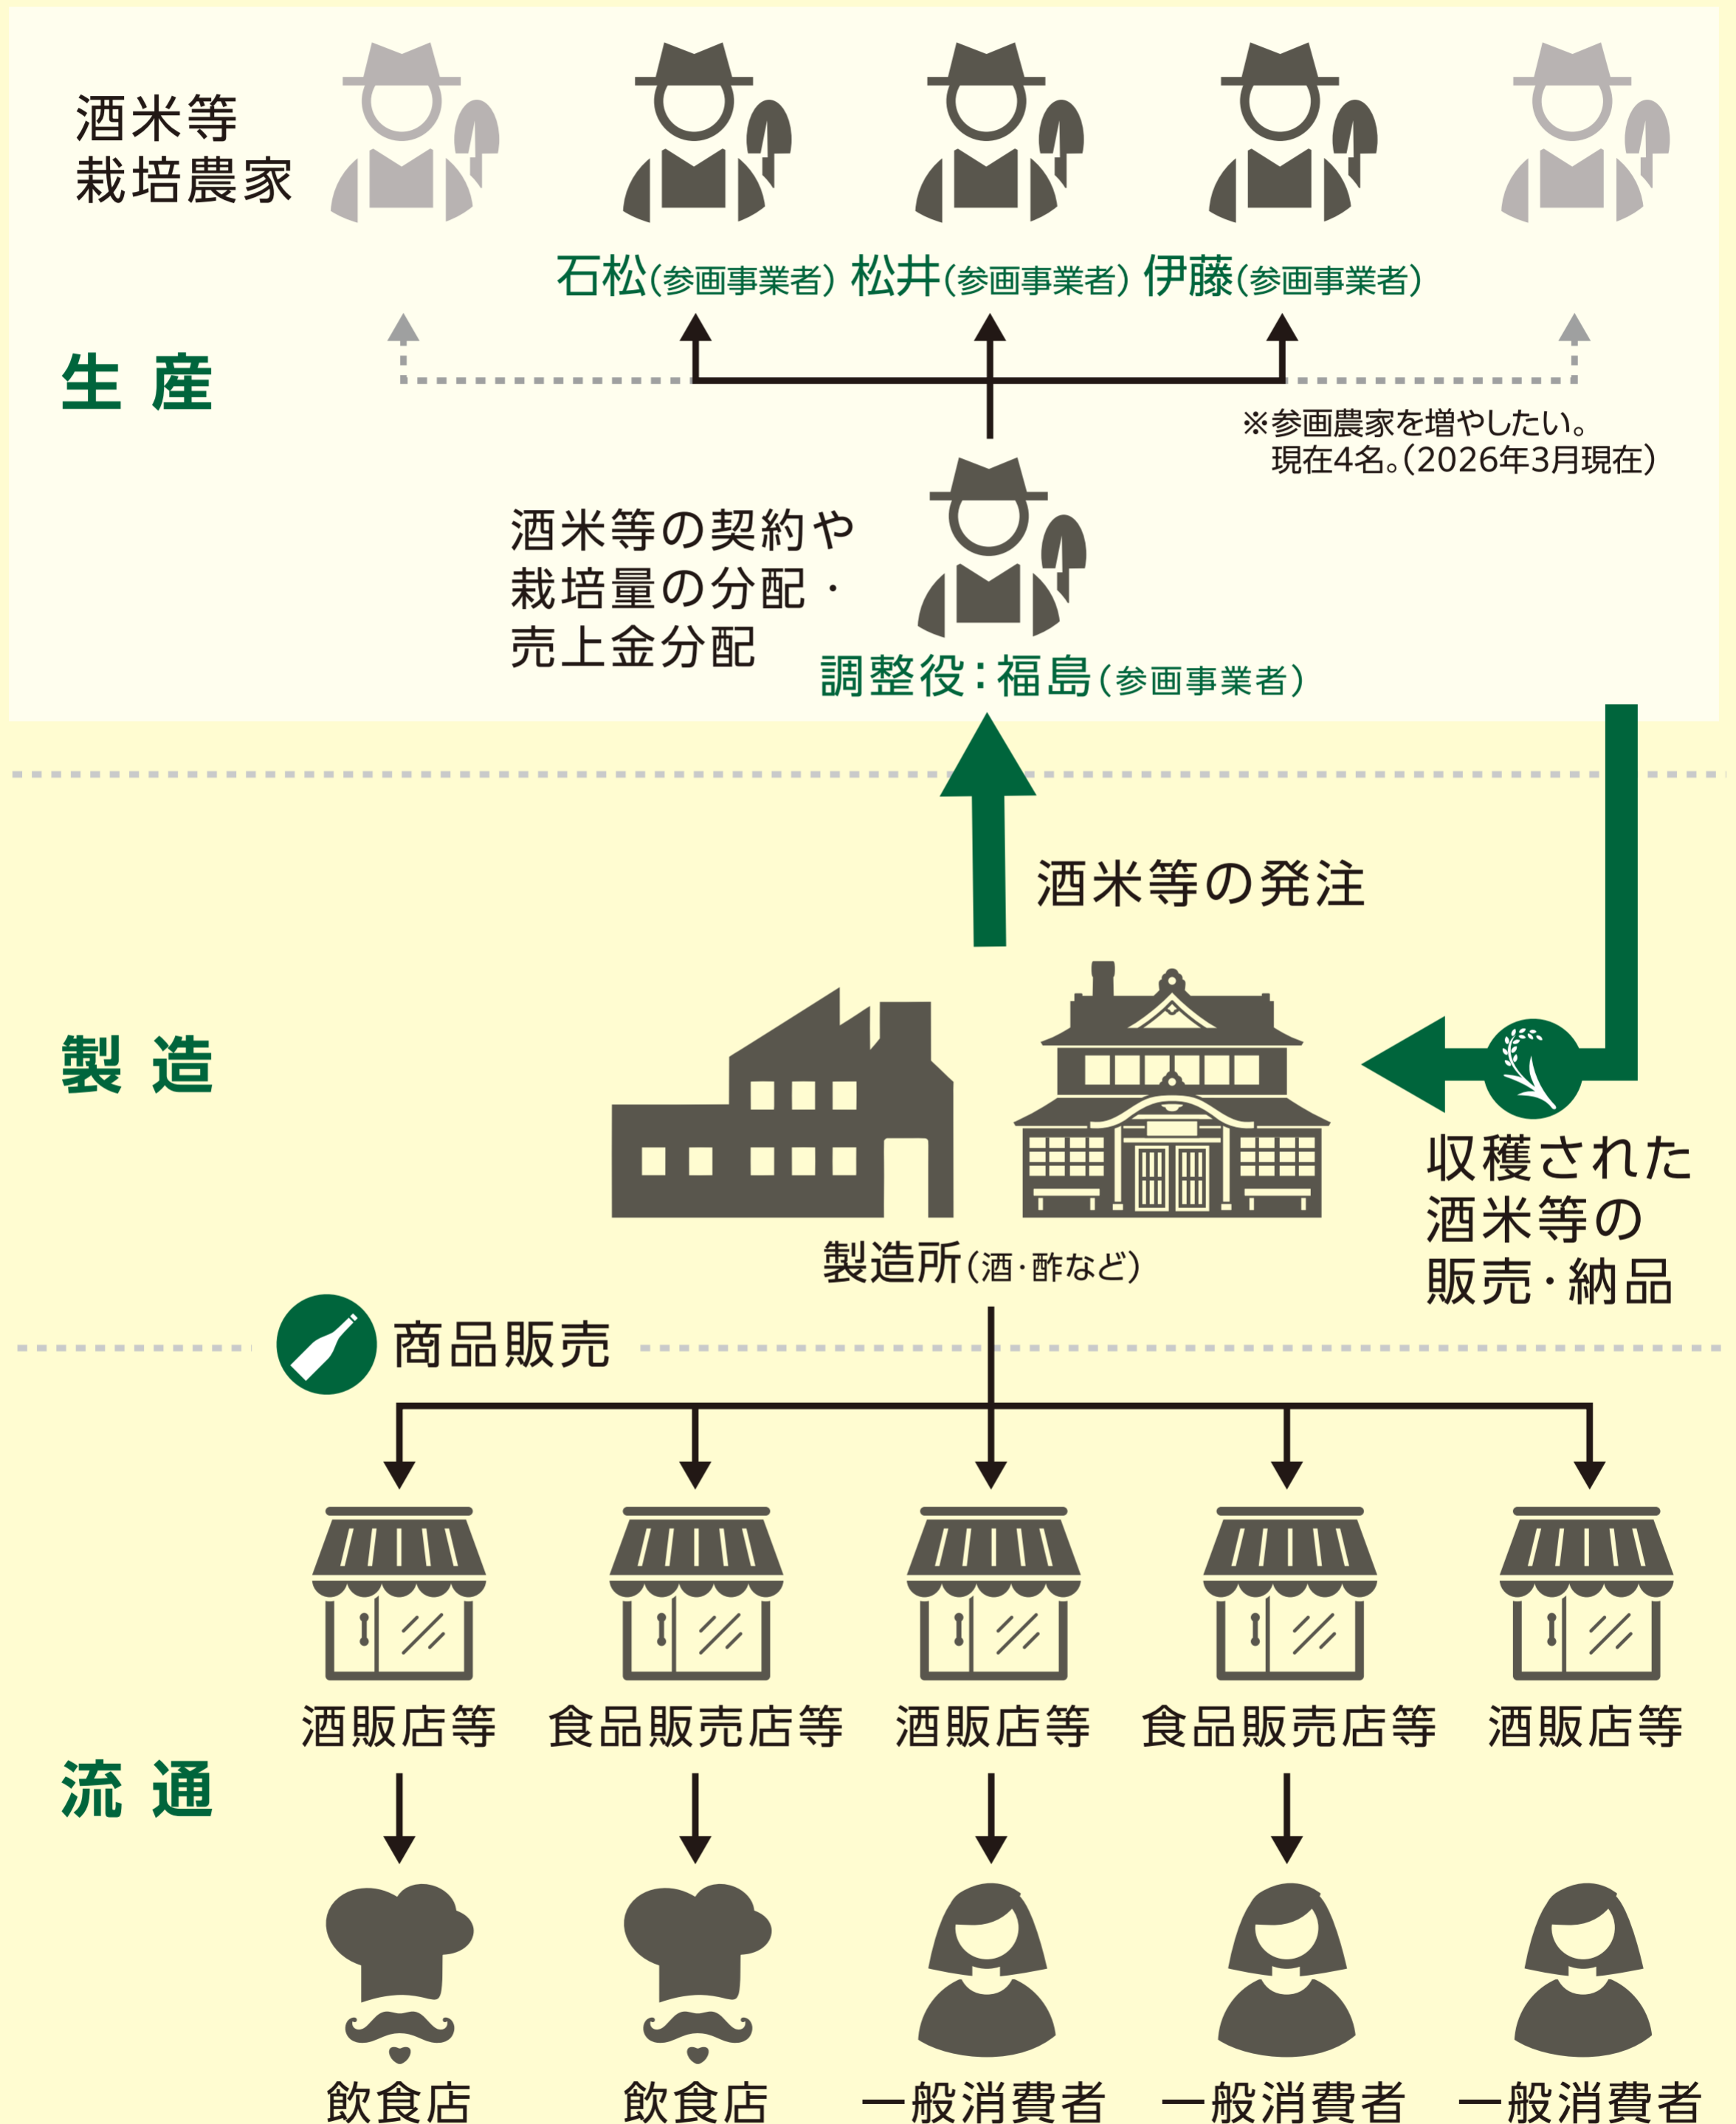 酒米等
栽培農家
石松（参画事業者） 松井（参画事業者） 伊藤（参画事業者）
生 産
※参画農家を増やしたい。
現在4名。（2026年3月現在）
酒米等の契約や
栽培量の分配・
売上金分配
調整役：福島（参画事業者）
酒米等の発注
製 造
収穫された
酒米等の
販売・納品
製造所（酒・酢など）
商品販売
酒販店等 食品販売店等 酒販店等 食品販売店等 酒販店等
流 通
飲食店 飲食店 一般消費者 一般消費者 一般消費者